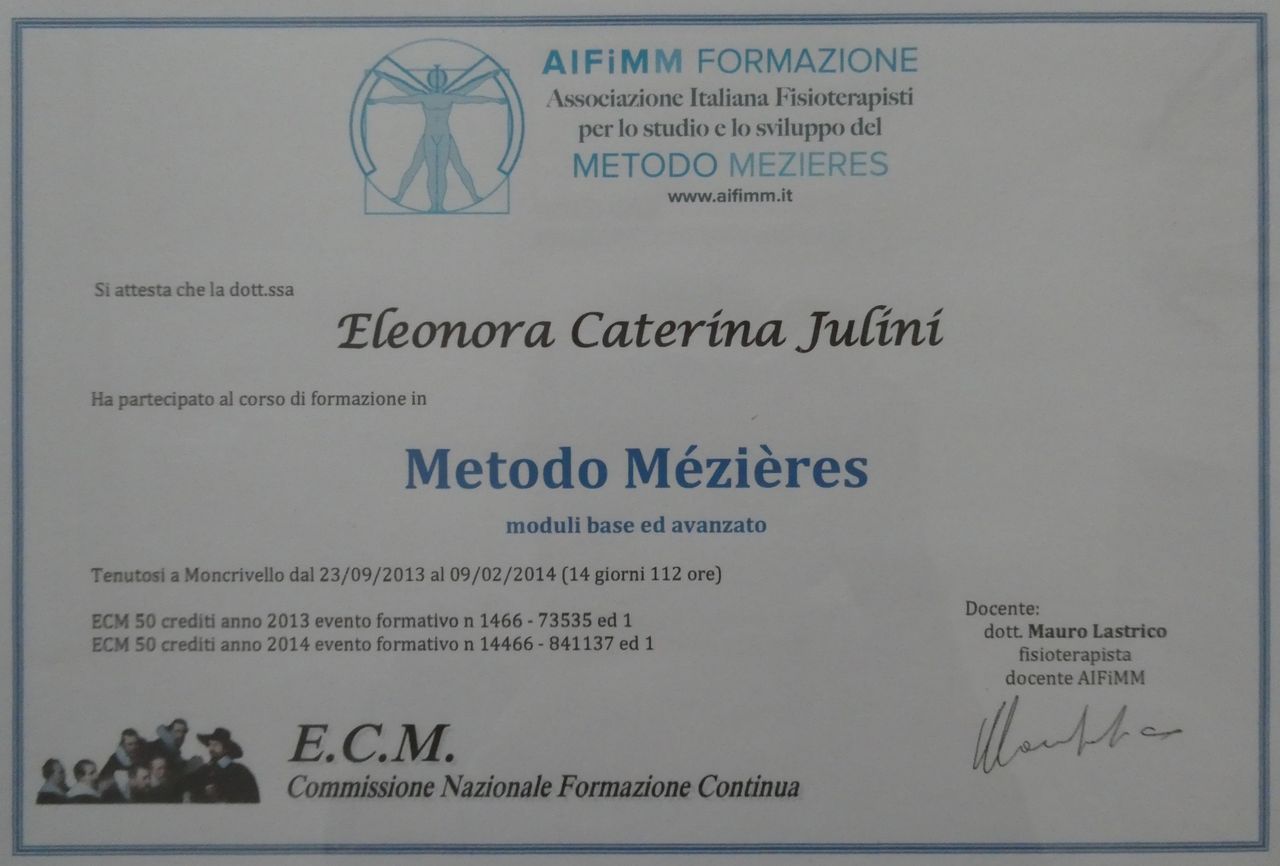 AIFiMM FORMAZIONE
Associazione Italiana Fisioterapisti
per lo studio e lo sviluppo del
METODO MEZIERES
www.aifimm.it
Si attesta che la dott.ssa
Eleonora Caterina Julini
Ha partecipato al corso di formazione in
Metodo Mézières
moduli base ed avanzato
Tenutosi a Moncrivello dal 23/09/2013 al 09/02/2014 (14 giorni 112 ore)
ECM 50 crediti anno 2013 evento formativo n 1466 - 73535 ed 1
ECM 50 crediti anno 2014 evento formativo n 14466 - 841137 ed 1
Docente:
dott. Mauro Lastrico
fisioterapista
docente AIFiMM
E.C.M.
Commissione Nazionale Formazione Continua